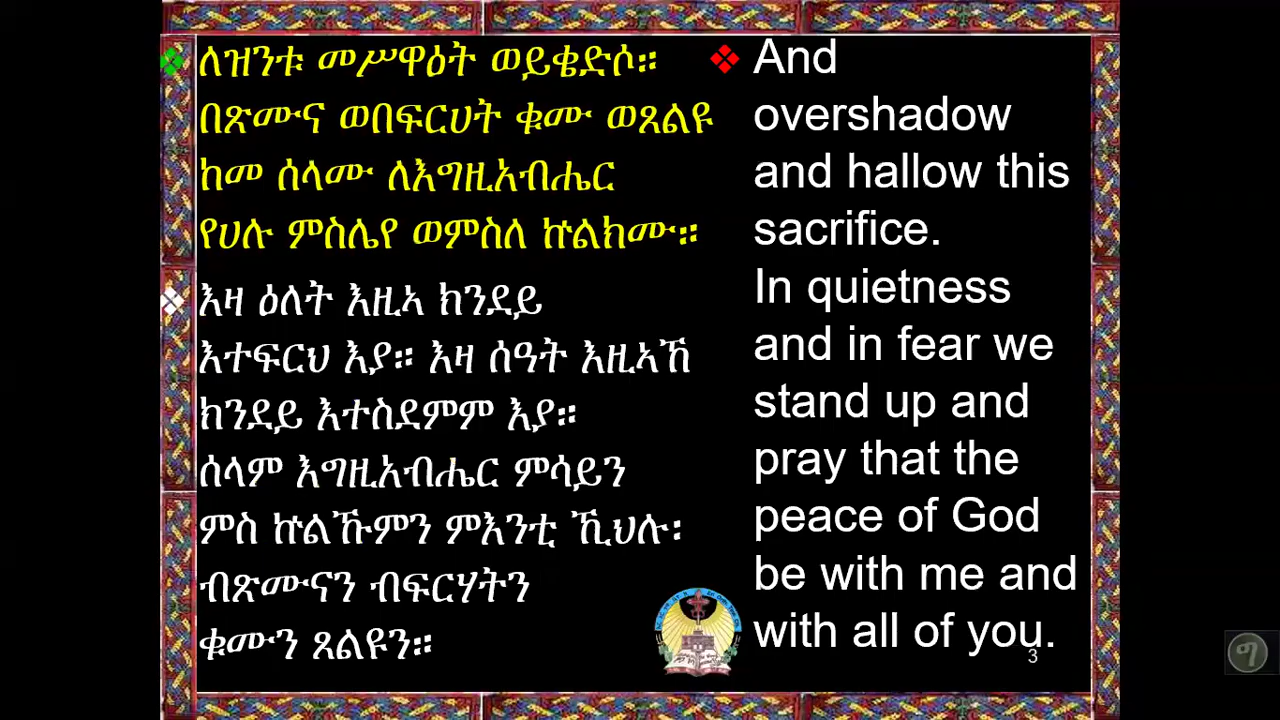 ለዝንቱ መሥዋዕት ወይቄድሶ።
በጽሙና ወበፍርሀት ቁሙ ወጸልዩ
ከመ ሰላሙ ለእግዚአብሔር
የሀሉ ምስሌየ ወምስለ ኵልክሙ።
እዛ ዕለት እዚአ ክንደይ
እተፍርህ እያ። እዛ ሰዓት እዚኣኸ
ክንደይ እተስደምም እያ።
ሰላም እግዚአብሔር ምሳይን
ምስ ኵልኹምን ምእንቲ ኺህሉ፡
ብጽሙናን ብፍርሃትን
ቁሙን ጸልዩን።
And
overshadow
and hallow this
sacrifice.
In quietness
and in fear we
stand up and
pray that the
peace of God
be with me and
with all of you.
3
ግ